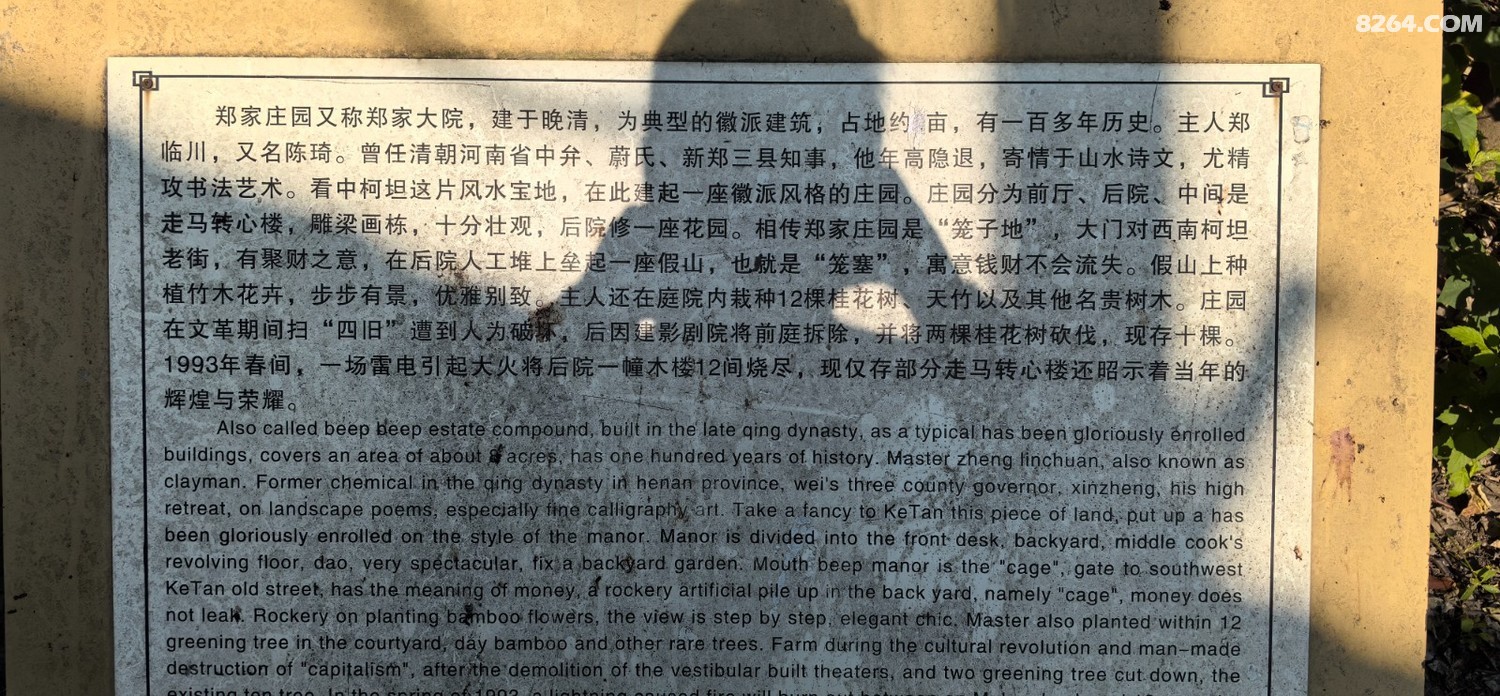 8264.COM
郑家庄园又称郑家大院，建于晚清，为典型的徽派建筑，占地约 亩，有一百多年历史。主人郑
临川，又名陈琦。曾任清朝河南省中弁、蔚氏、新郑三县知事，他年高隐退，寄情于山水诗文，尤精
攻书法艺术。看中柯坦这片风水宝地，在此建起一座徽派风格的庄园。庄园分为前厅、后院、中间是
走马转心楼，雕梁画栋，十分壮观，后院修一座花园。相传郑家庄园是“笼子地”，大门对西南柯坦
老街，有聚财之意，在后院人工堆上垒起一座假山，也就是“笼塞”，寓意钱财不会流失。假山上种
植竹木花卉，步步有景，优雅别致。主人还在庭院内栽种12棵桂花树、天竹以及其他名贵树木。庄园
在文革期间扫“四旧”遭到人为破坏，后因建影剧院将前庭拆除，并将两棵桂花树砍伐，现存十棵。
1993年春间，一场雷电引起大火将后院一幢木楼12间烧尽，现仅存部分走马转心楼还昭示着当年的
辉煌与荣耀。
Also called beep beep estate compound, built in the late qing dynasty, as a typical has been gloriously enrolled
buildings, covers an area of about acres, has one hundred years of history. Master zheng linchuan, also known as
clayman. Former chemical in the qing dynasty in henan province, wei's three county governor, xinzheng, his high
retreat, on landscape poems, especially fine calligraphy art. Take a fancy to KeTan this piece of land, put up a has
been gloriously enrolled on the style of the manor. Manor is divided into the front desk, backyard, middle cook's
revolving floor, dao, very spectacular, fix a backyard garden. Mouth beep manor is the "cage", gate to southwest
KeTan old street, has the meaning of money, a rockery artificial pile up in the back yard, namely "cage", money does
not leak. Rockery on planting bamboo flowers, the view is step by step, elegant chic. Master also planted within 12
greening tree in the courtyard, day bamboo and other rare trees. Farm during the cultural revolution and man-made
destruction of "capitalism", after the demolition of the vestibular built theaters, and two greening tree cut down, the
existing ten tree. In the spring of 1993, a lightning caused fire will burn out